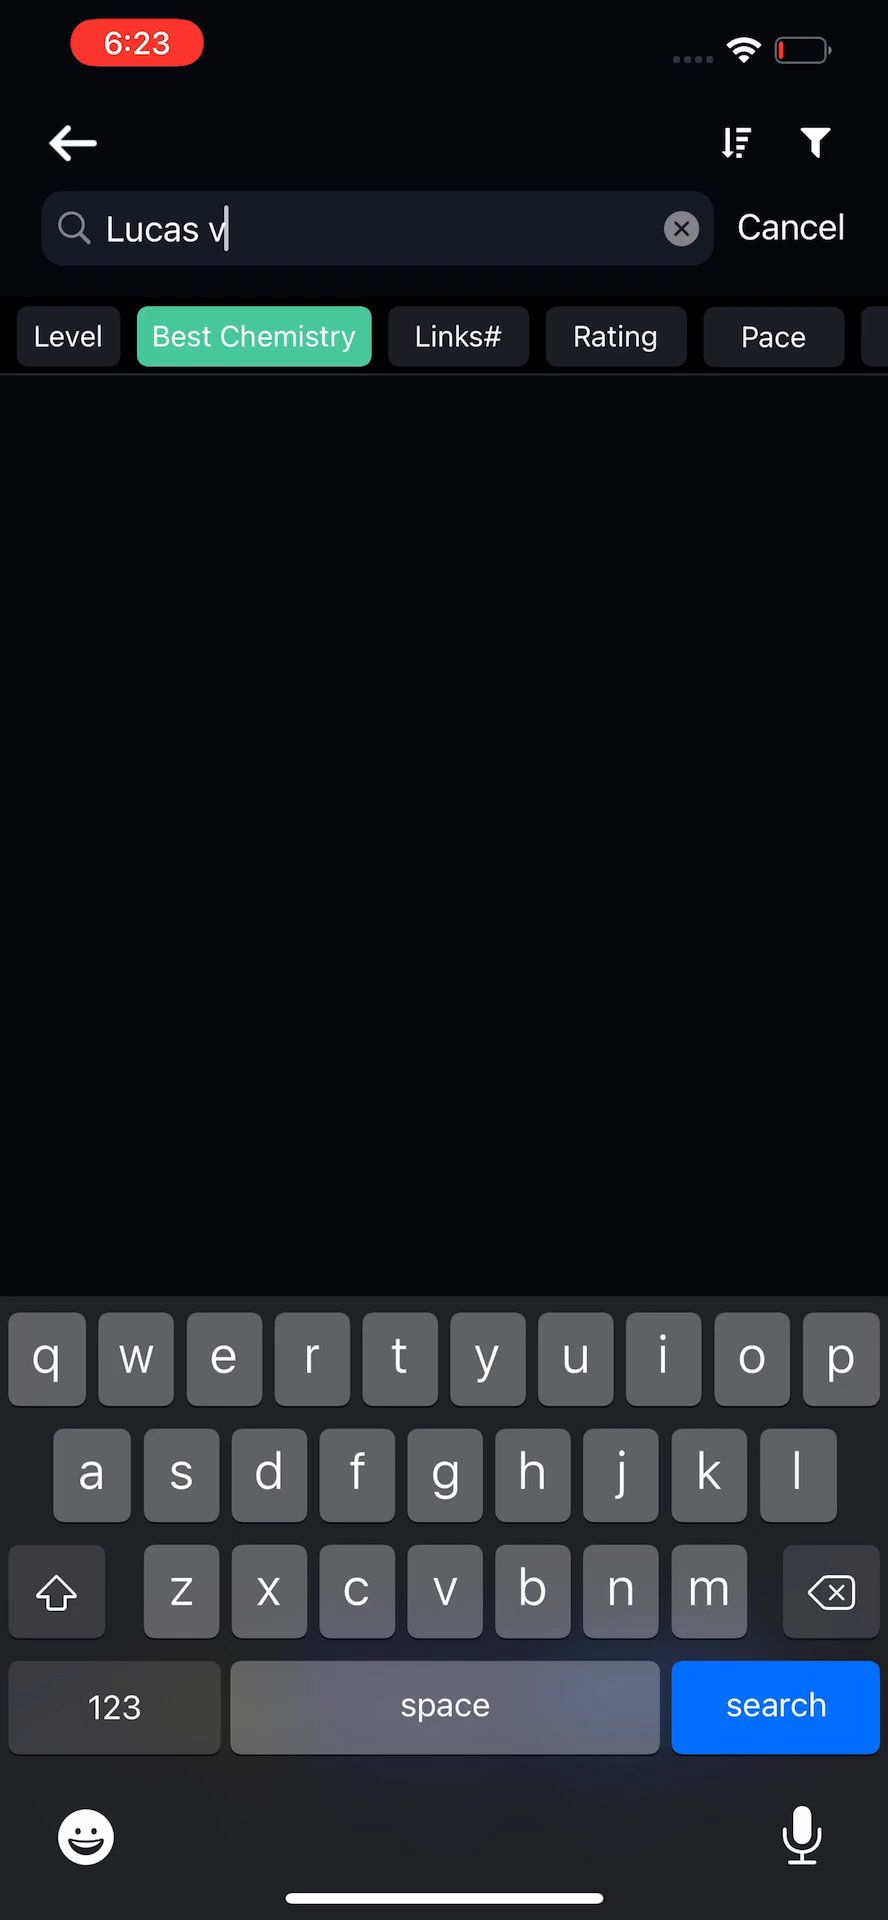 6:23
Lucas v
Cancel
Level Best Chemistry Links# Rating Pace
q w e r t y u i o p
a s d f g h j k l
z x c v b n m
123 space search